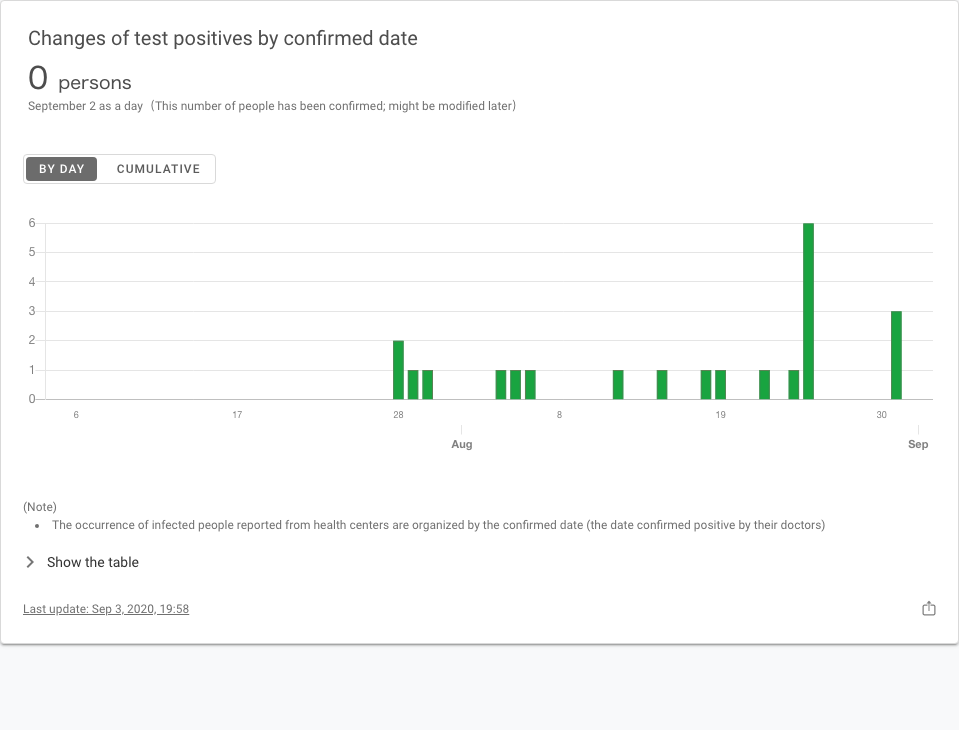 Changes of test positives by confirmed date
0 persons
September 2 as a day（This number of people has been confirmed; might be modified later）
BY DAY CUMULATIVE
6
5
4
3
2
1
0
6 17 28 8 19 30
Aug Sep
(Note)
• The occurrence of infected people reported from health centers are organized by the confirmed date (the date confirmed positive by their doctors)
Show the table
Last update: Sep 3, 2020, 19:58